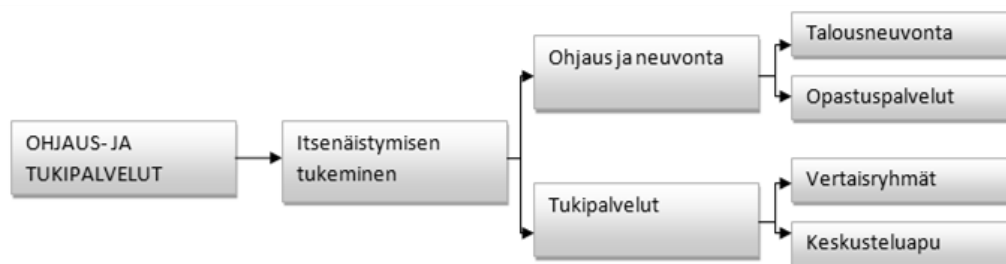 OHJAUS- JA
TUKIPALVELUT
Itsenäistymisen
tukeminen
Ohjaus ja neuvonta
Tukipalvelut
Talousneuvonta
Opastuspalvelut
Vertaisryhmät
Keskusteluapu